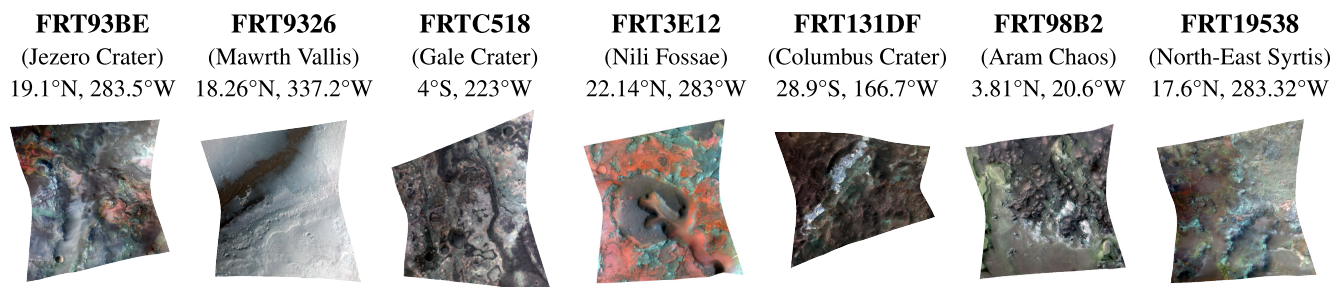 FRT93BE
(Jezero Crater)
19.1°N, 283.5°W
FRT9326
(Mawrth Vallis)
18.26°N, 337.2°W
FRTC518
(Gale Crater)
4°S, 223°W
FRT3E12
(Nili Fossae)
22.14°N, 283°W
FRT131DF
(Columbus Crater)
28.9°S, 166.7°W
FRT98B2
(Aram Chaos)
3.81°N, 20.6°W
FRT19538
(North-East Syrtis)
17.6°N, 283.32°W